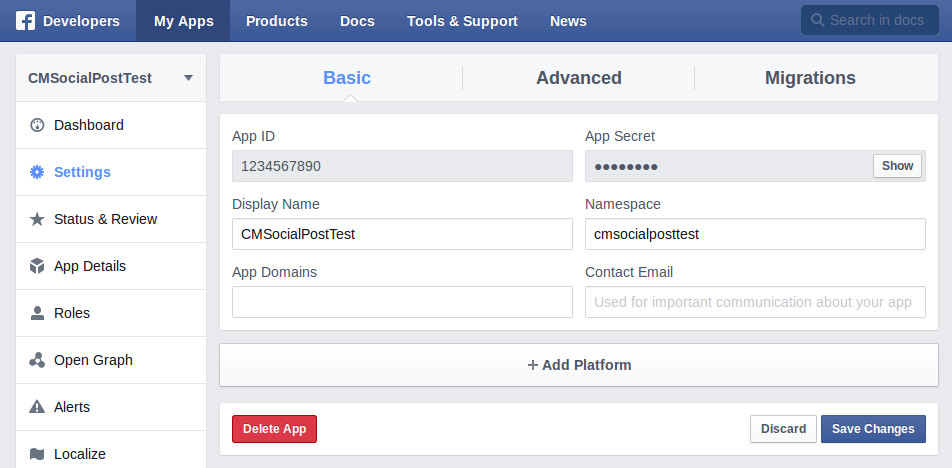 Developers My Apps Products Docs Tools & Support News Search in docs
CMSocialPostTest
Dashboard
Settings
Status & Review
App Details
Roles
Open Graph
Alerts
Localize
Basic Advanced Migrations
App ID App Secret
1234567890 ●●●●●●●● Show
Display Name Namespace
CMSocialPostTest cmsocialposttest
App Domains Contact Email
Used for important communication about your app
+ Add Platform
Delete App Discard Save Changes